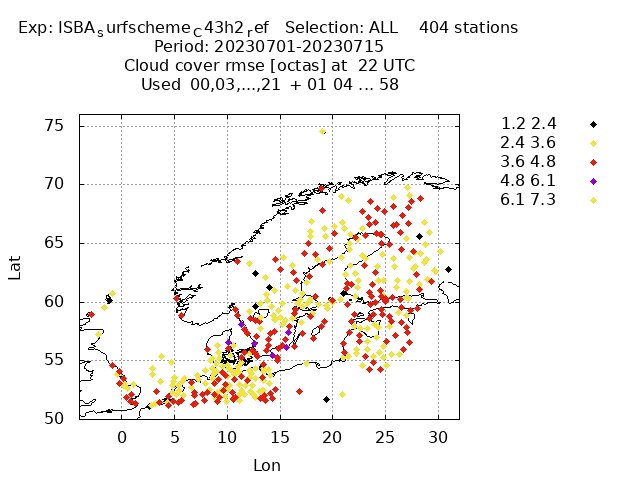 Exp: ISBAsurfschemeC43h2ref Selection: ALL 404 stations
Period: 20230701-20230715
Cloud cover rmse [octas] at 22 UTC
Used 00,03,...,21 + 01 04 ... 58
1.2 2.4
2.4 3.6
3.6 4.8
4.8 6.1
6.1 7.3
75
70
65
60
55
50
Lat
0 5 10 15 20 25 30
Lon